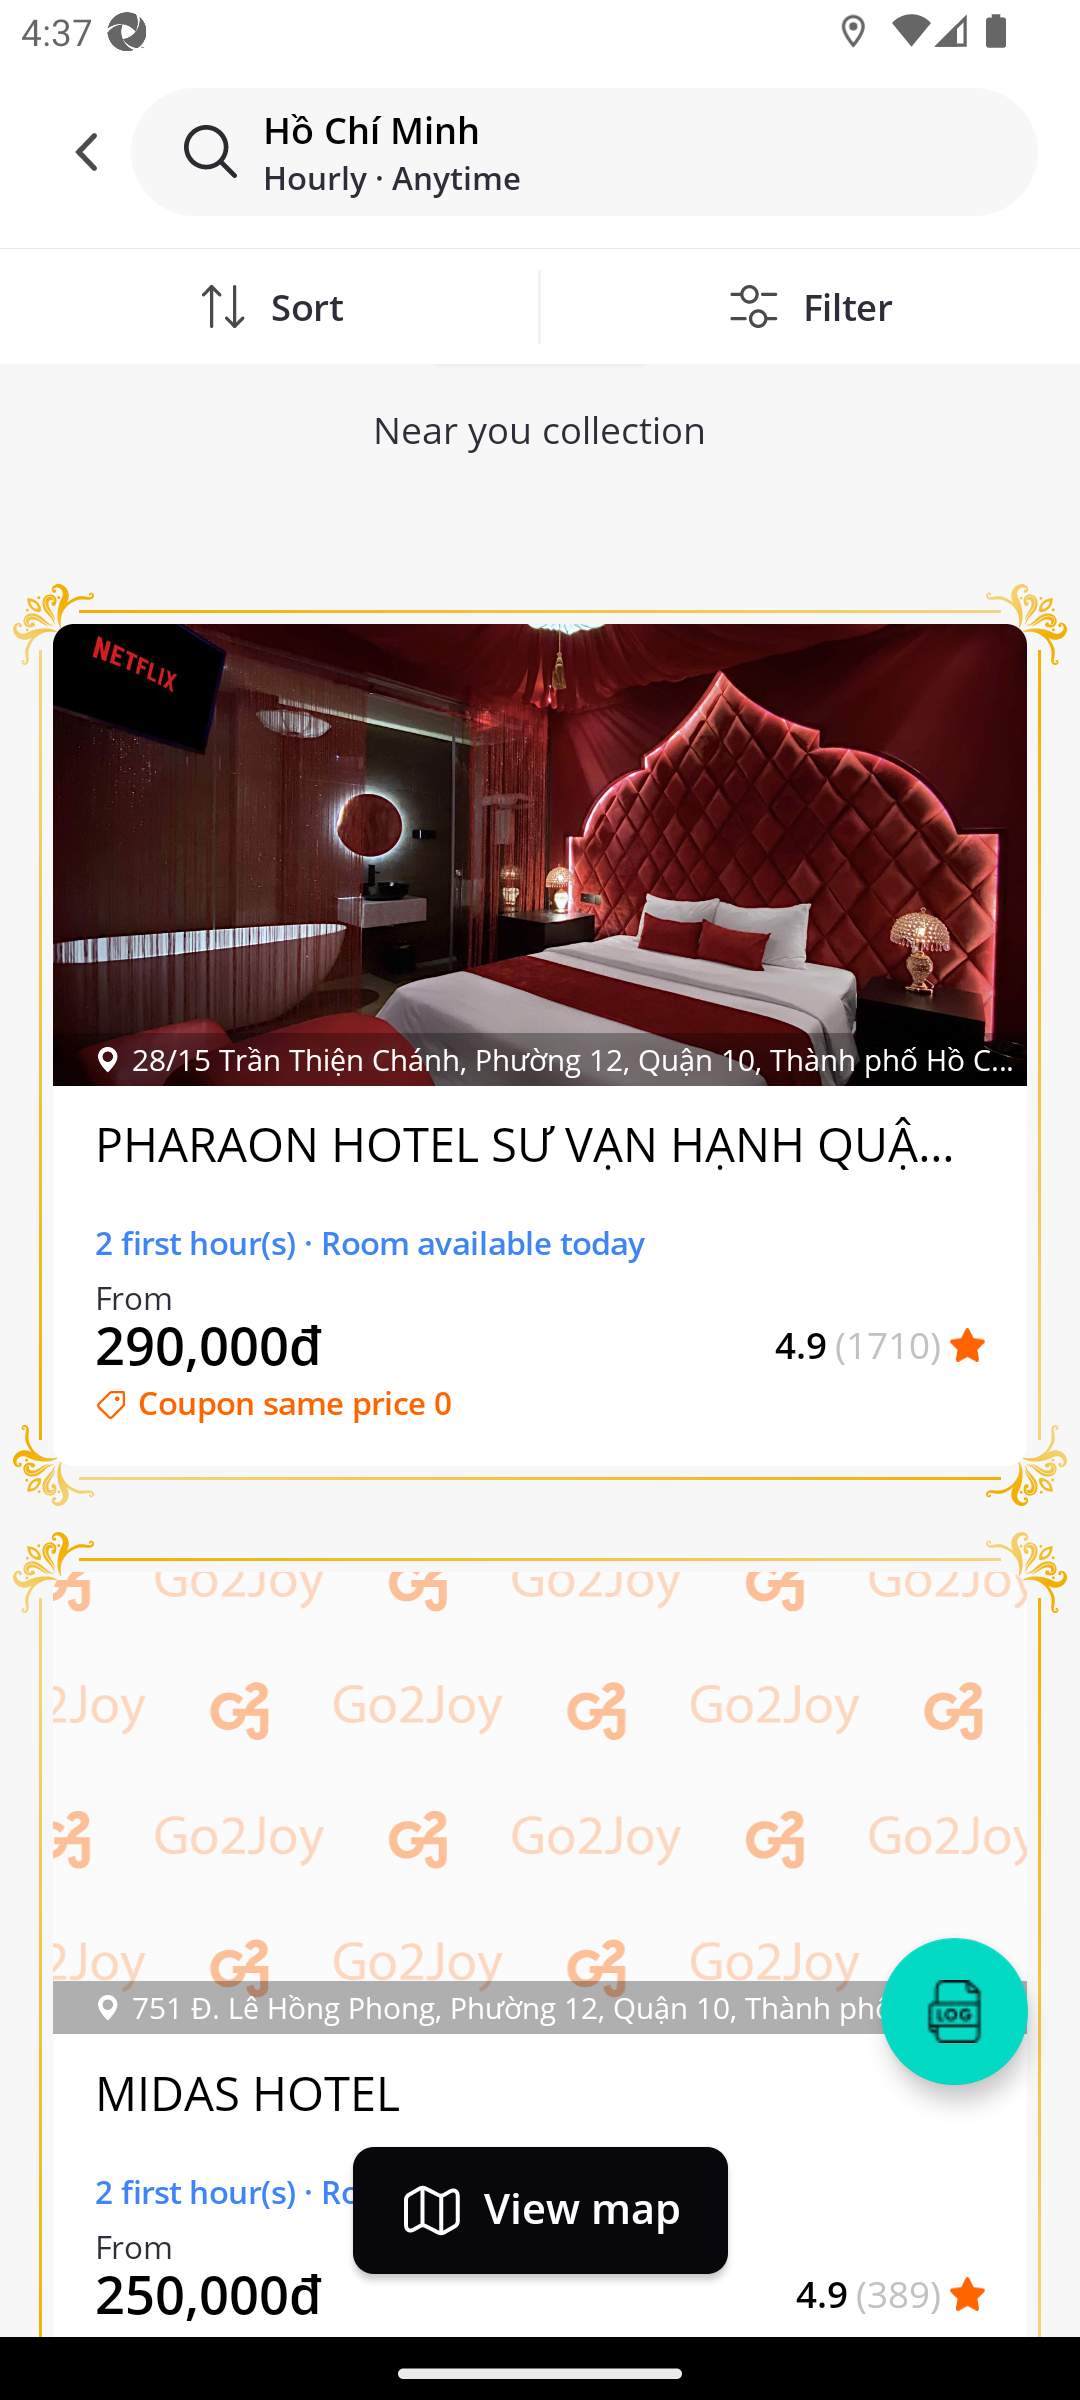 4:37
Hồ Chí Minh
Hourly · Anytime
Sort
Filter
Near you collection
NETFLIX
28/15 Trần Thiện Chánh, Phường 12, Quận 10, Thành phố Hồ C...
PHARAON HOTEL SƯ VẠN HẠNH QUẬ...
2 first hour(s) · Room available today
From
290,000đ
4.9 (1710)
Coupon same price 0
Go2Joy Go2Joy Go2Joy
2Joy Go2Joy Go2Joy
Go2Joy Go2Joy Go2Joy
2Joy Go2Joy Go2Joy
751 Đ. Lê Hồng Phong, Phường 12, Quận 10, Thành phố
LOG
MIDAS HOTEL
2 first hour(s) ·
View map
From
250,000đ
4.9 (389)